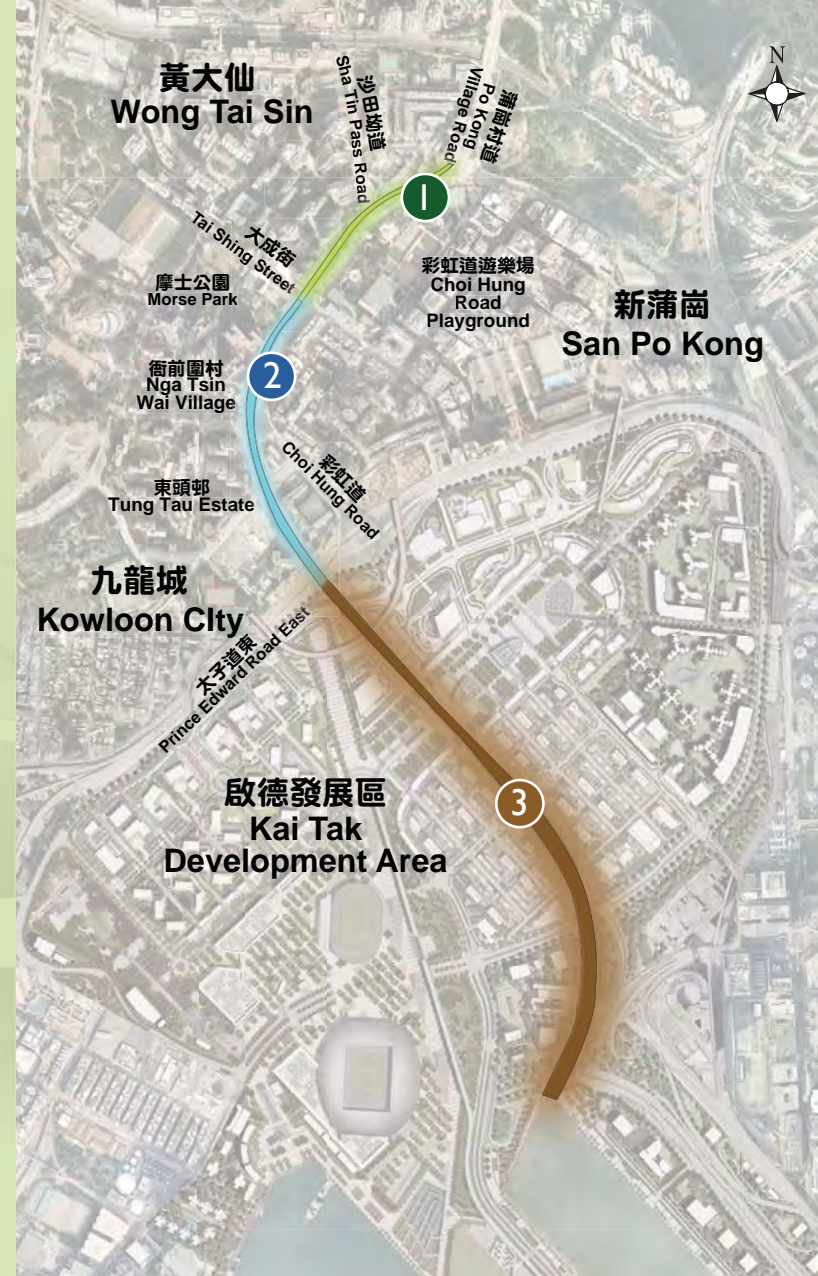 N
黃大仙
Wong Tai Sin
沙田坳道
Sha Tin Pass Road
蒲崗村道
Po Kong
Village Road
1
大成街
Tai Shing Street
摩士公園
Morse Park
彩虹道遊樂場
Choi Hung
Road
Playground
新蒲崗
San Po Kong
衙前圍村
Nga Tsin
Wai Village
2
東頭邨
Tung Tau Estate
彩虹道
Choi Hung Road
九龍城
Kowloon CIty
太子道東
Prince Edward Road East
啟德發展區
Kai Tak
Development Area
3